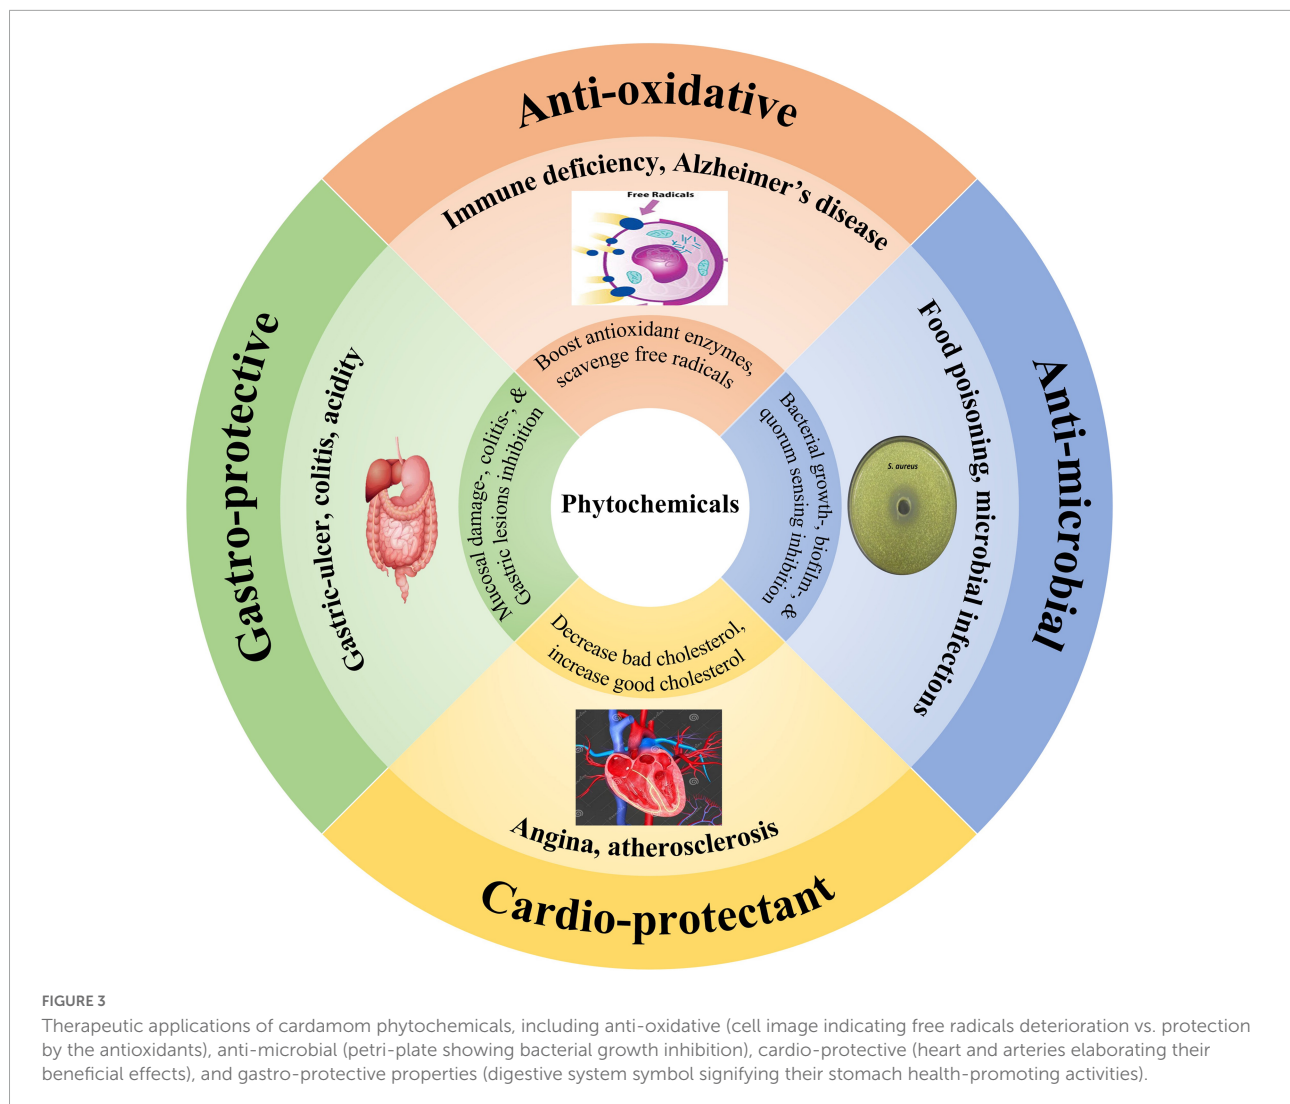 Anti-oxidative
Immune deficiency, Alzheimer's disease
Free Radicals
Boost antioxidant enzymes,
scavenge free radicals
Anti-microbial
Food poisoning, microbial infections
S. aureus
Bacterial growth-, biofilm-, &
quorum sensing inhibition
Phytochemicals
Gastro-protective
Gastric-ulcer, colitis, acidity
Mucosal damage-, colitis-, &
Gastric lesions inhibition
Decrease bad cholesterol,
increase good cholesterol
Angina, atherosclerosis
Cardio-protectant
FIGURE 3
Therapeutic applications of cardamom phytochemicals, including anti-oxidative (cell image indicating free radicals deterioration vs. protection
by the antioxidants), anti-microbial (petri-plate showing bacterial growth inhibition), cardio-protective (heart and arteries elaborating their
beneficial effects), and gastro-protective properties (digestive system symbol signifying their stomach health-promoting activities).